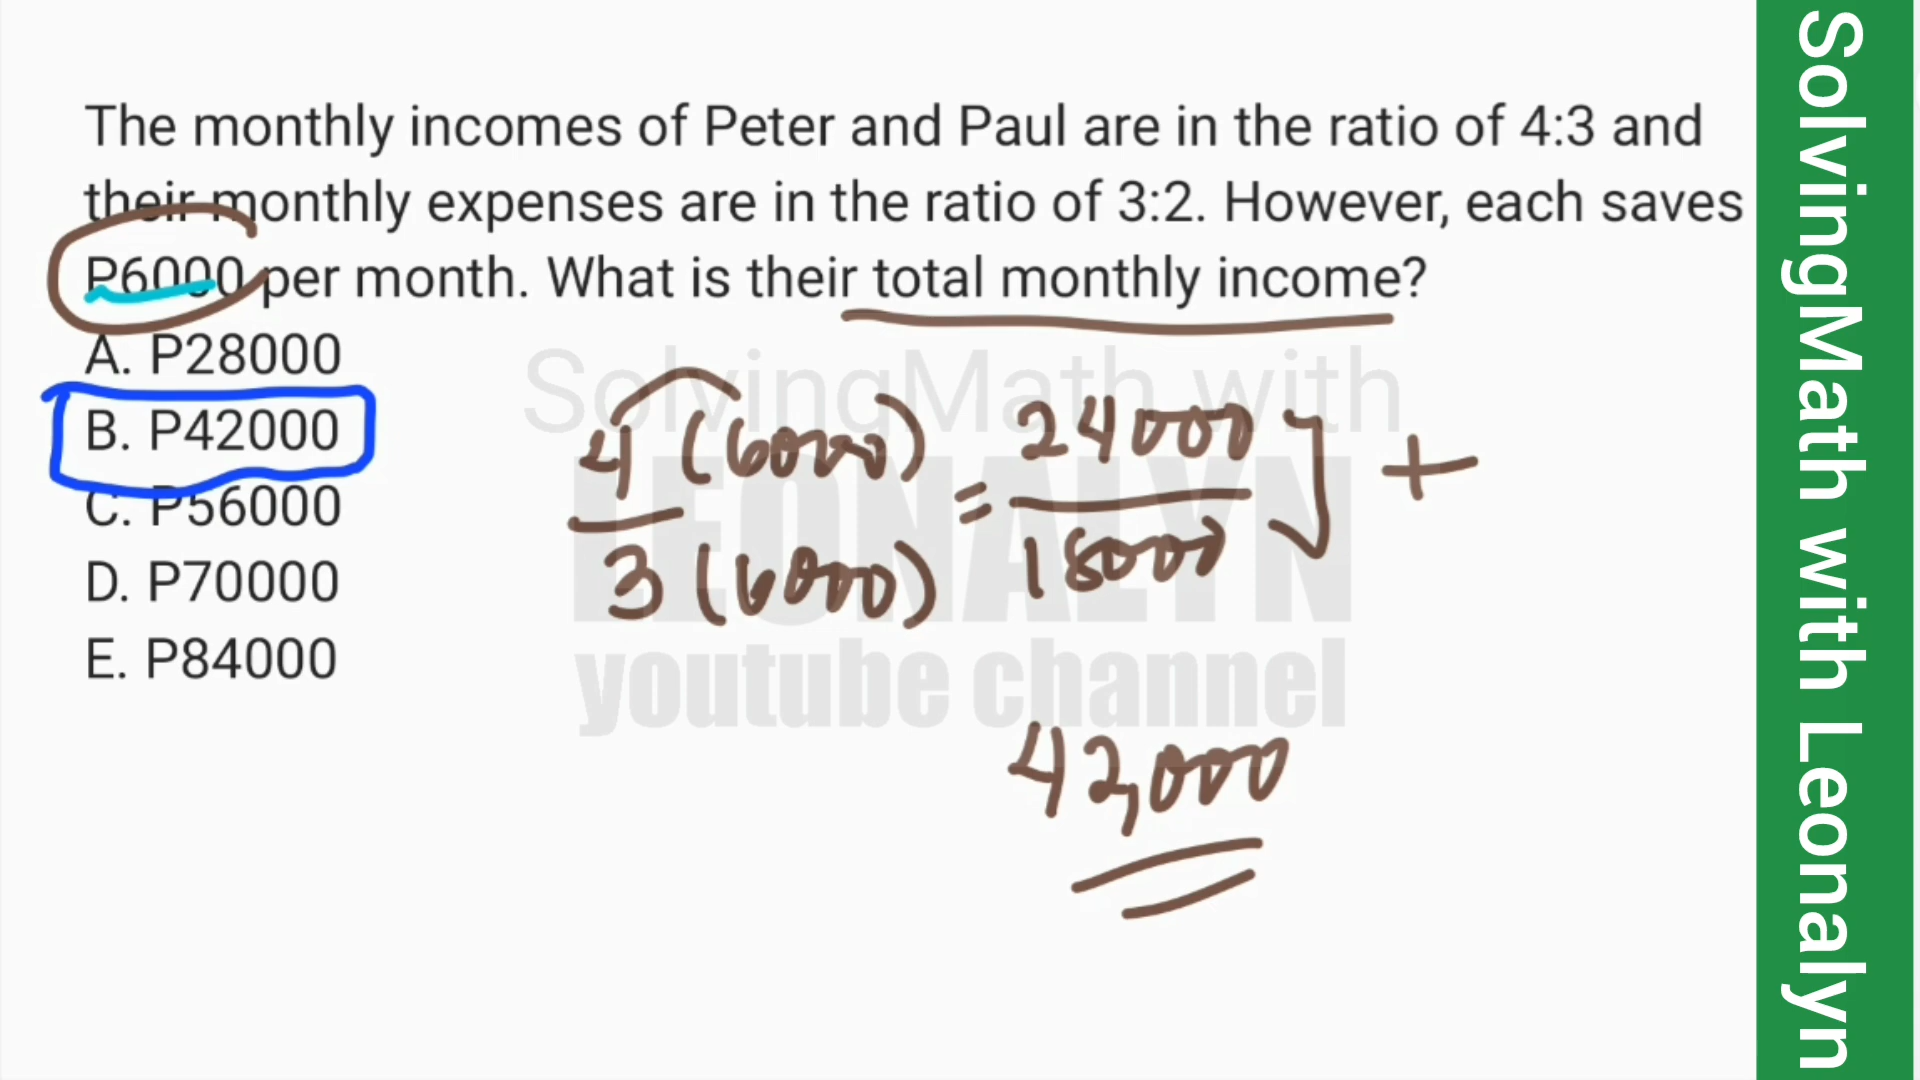 The monthly incomes of Peter and Paul are in the ratio of 4:3 and
their monthly expenses are in the ratio of 3:2. However, each saves
P6000 per month. What is their total monthly income?
A. P28000
B. P42000
C. P56000
D. P70000
E. P84000
4 (6000) = 24000 ] +
3 (6000) 18000
42,000
SolvingMath with
LEONALYN
youtube channel
SolvingMath with Leonalyn